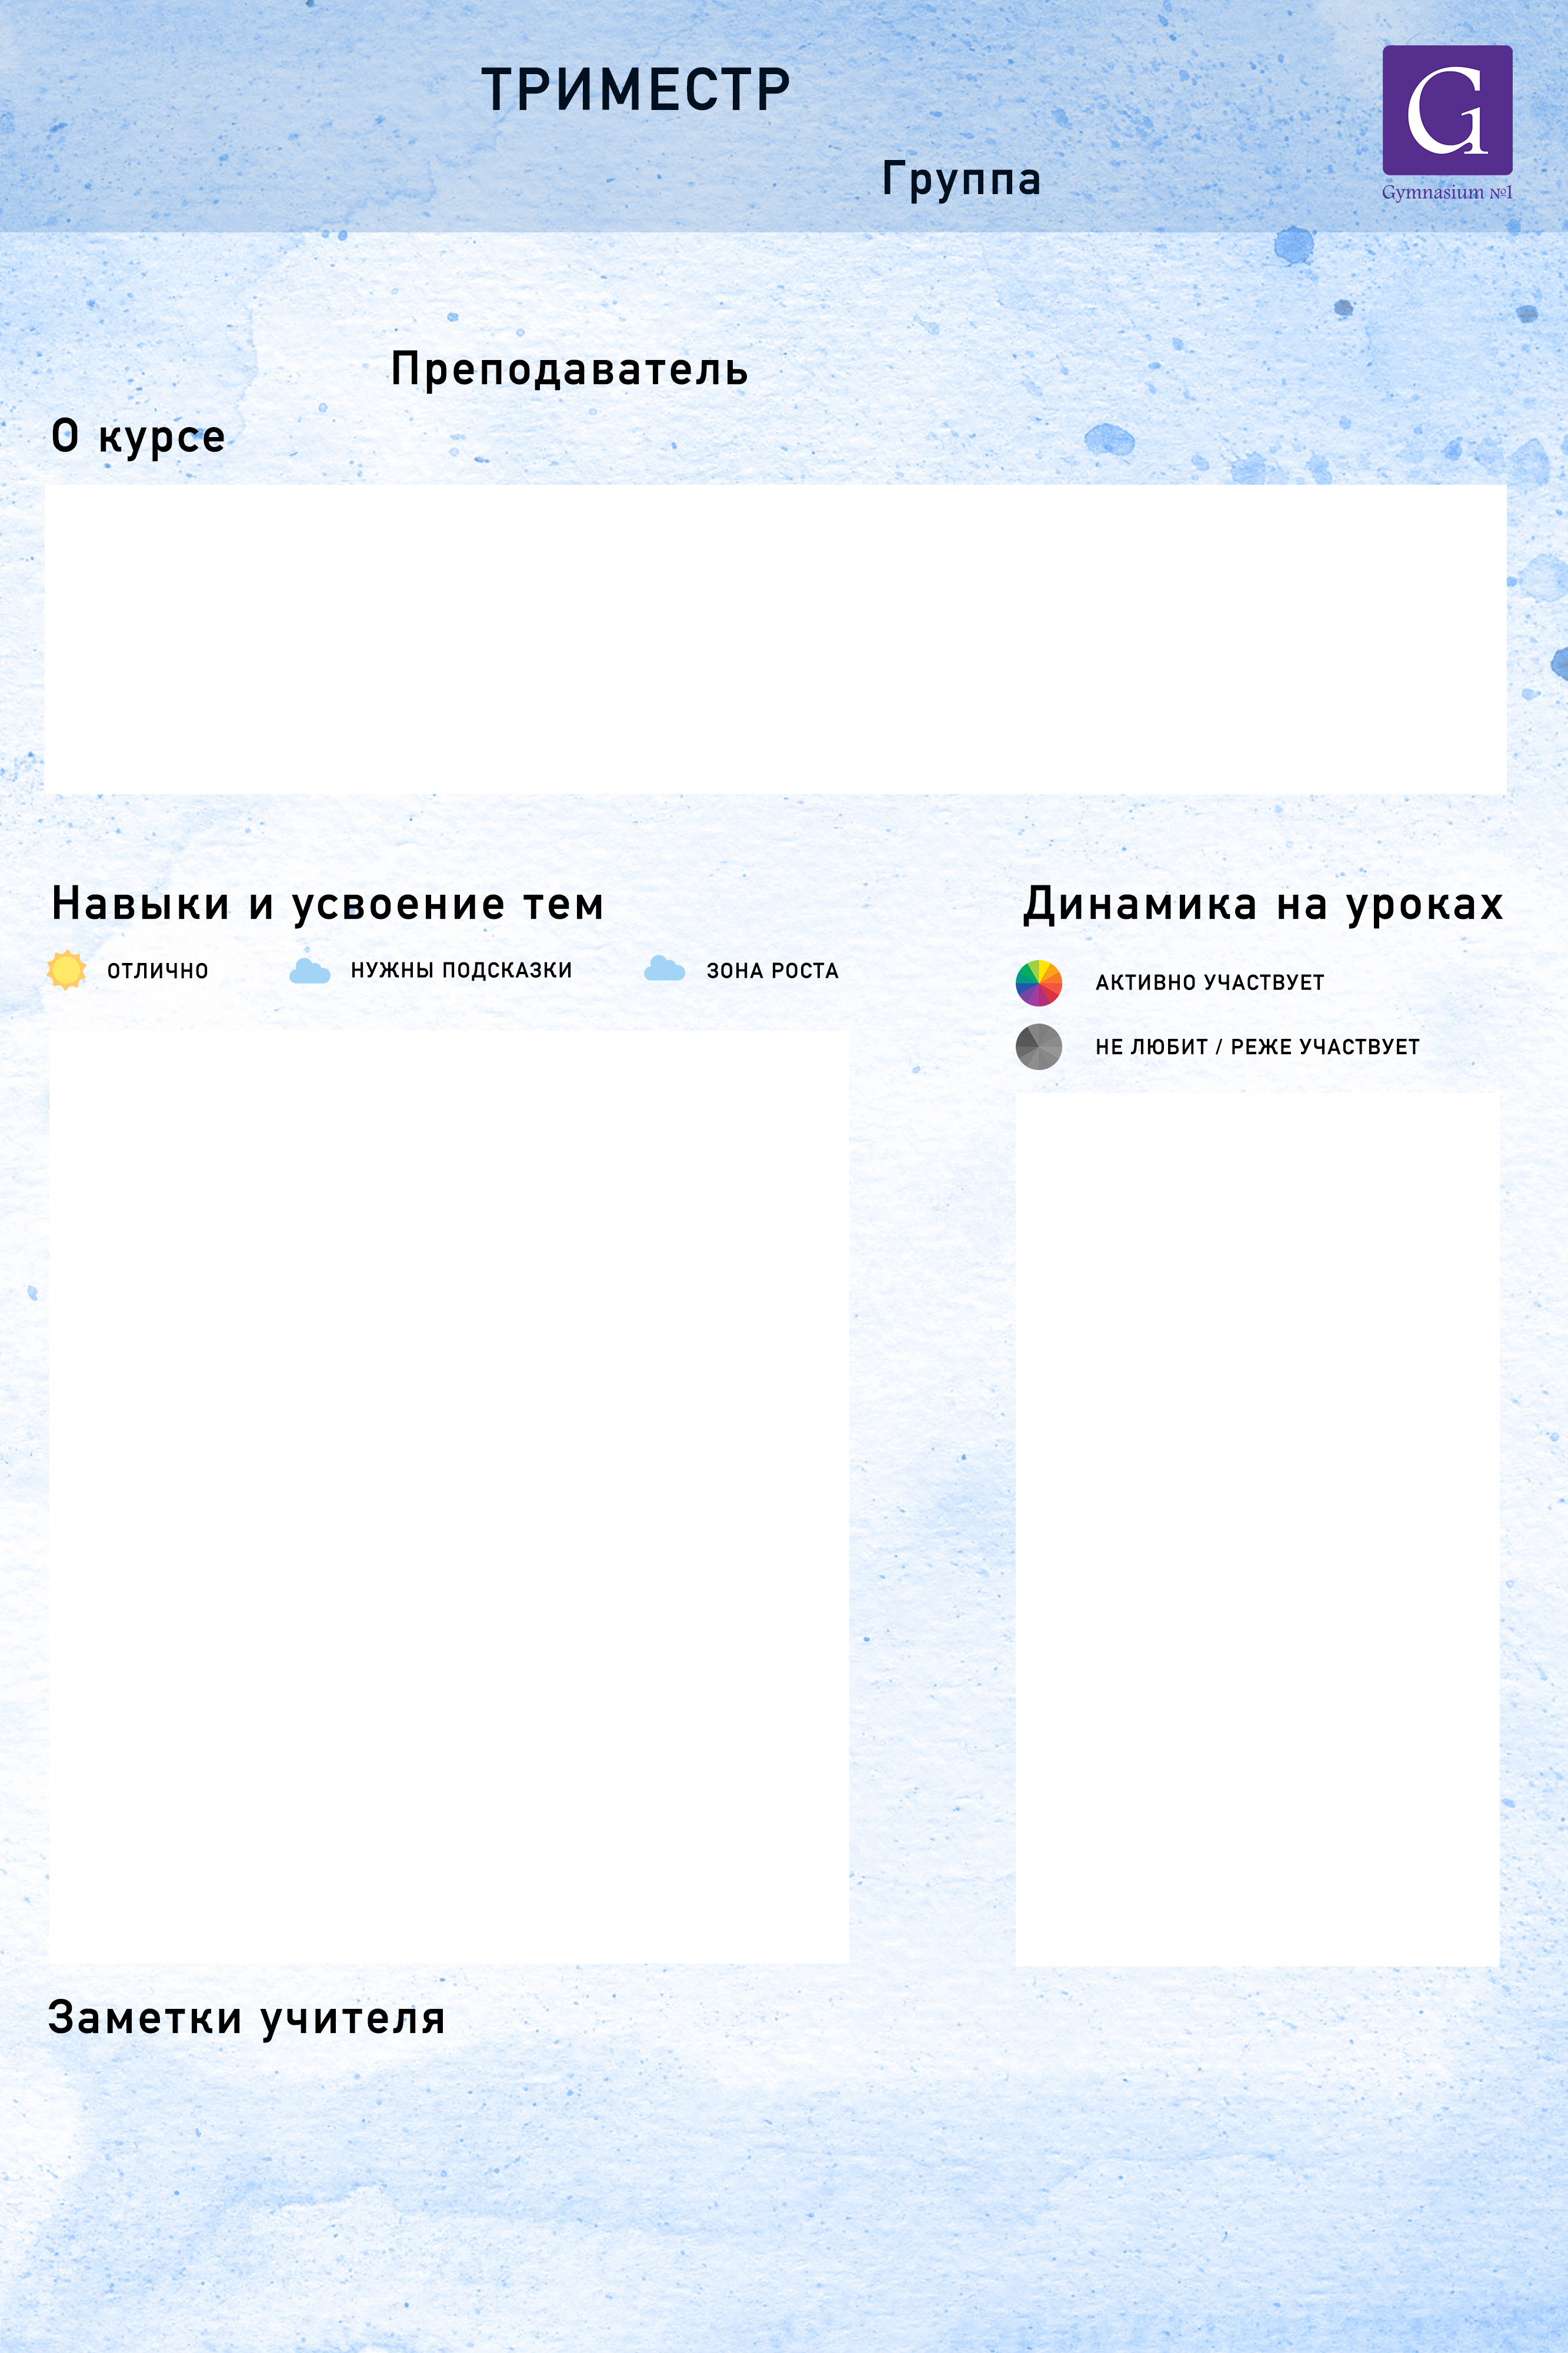 ТРИМЕСТР
Группа
G
Gymnasium №1
Преподаватель
О курсе
Навыки и усвоение тем
ОТЛИЧНО
НУЖНЫ ПОДСКАЗКИ
ЗОНА РОСТА
Динамика на уроках
АКТИВНО УЧАСТВУЕТ
НЕ ЛЮБИТ / РЕЖЕ УЧАСТВУЕТ
Заметки учителя